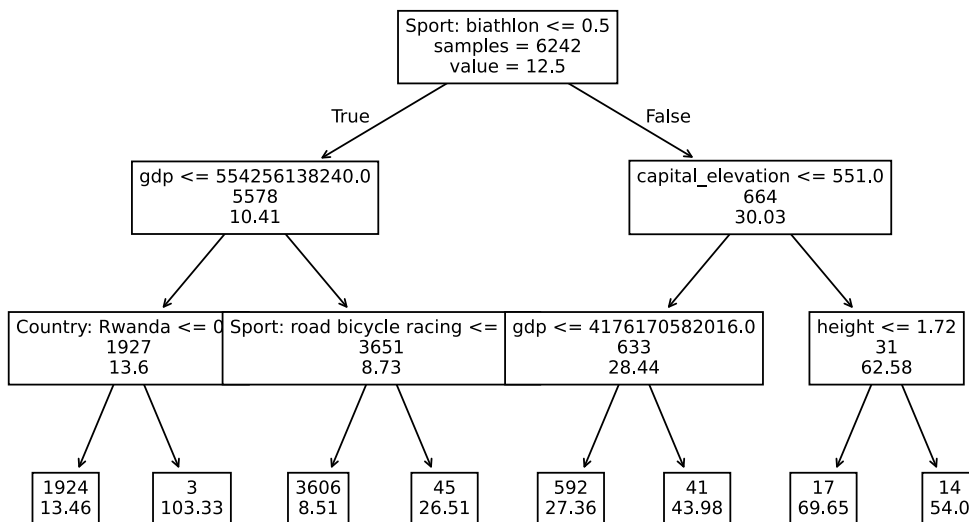 Sport: biathlon <= 0.5
samples = 6242
value = 12.5
True
False
gdp <= 554256138240.0
5578
10.41
capital_elevation <= 551.0
664
30.03
Country: Rwanda <= 0
1927
13.6
Sport: road bicycle racing <=
3651
8.73
gdp <= 4176170582016.0
633
28.44
height <= 1.72
31
62.58
1924
13.46
3
103.33
3606
8.51
45
26.51
592
27.36
41
43.98
17
69.65
14
54.0